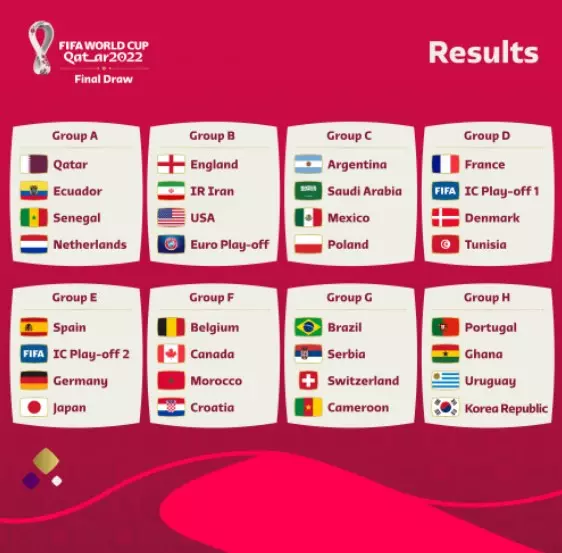 FIFA WORLD CUP
Qatar2022
Final Draw
Results
Group A
Qatar
Ecuador
Senegal
Netherlands
Group B
England
IR Iran
USA
Euro Play-off
Group C
Argentina
Saudi Arabia
Mexico
Poland
Group D
France
FIFA IC Play-off 1
Denmark
Tunisia
Group E
Spain
FIFA IC Play-off 2
Germany
Japan
Group F
Belgium
Canada
Morocco
Croatia
Group G
Brazil
Serbia
Switzerland
Cameroon
Group H
Portugal
Ghana
Uruguay
Korea Republic